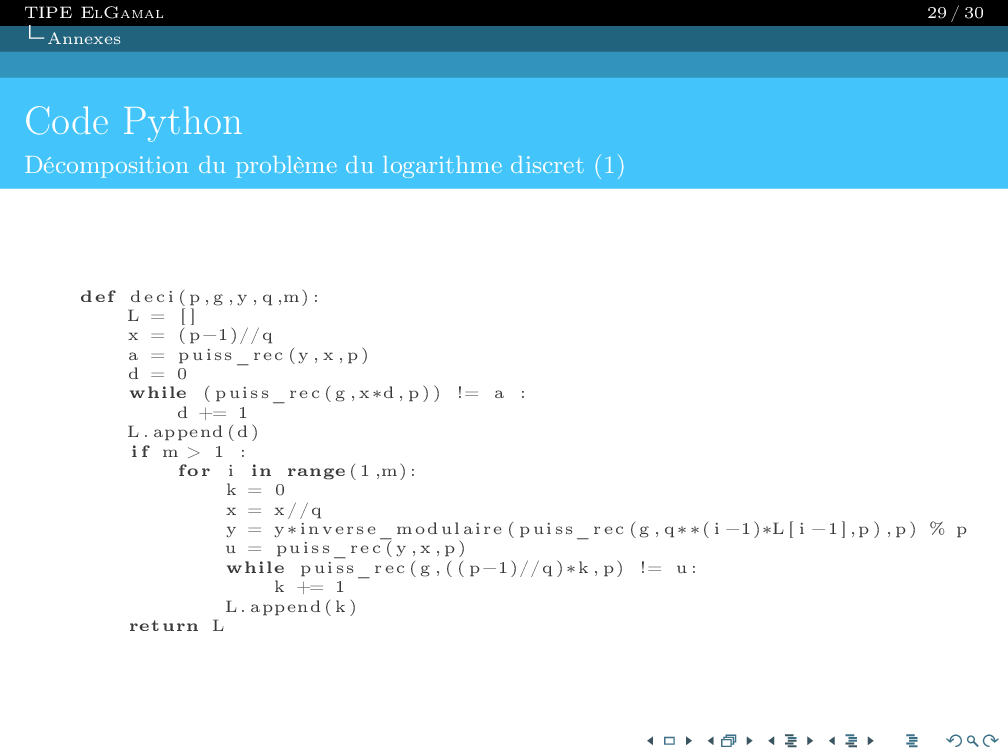 TIPE ElGamal
29 / 30
Annexes
Code Python
Décomposition du problème du logarithme discret (1)
def deci(p,g,y,q,m):
    L = []
    x = (p−1)//q
    a = puiss_rec(y,x,p)
    d = 0
    while (puiss_rec(g,x*d,p)) != a :
        d += 1
    L.append(d)
    if m > 1 :
        for i in range(1,m):
            k = 0
            x = x//q
            y = y*inverse_modulaire(puiss_rec(g,q**(i−1)*L[i−1],p),p) % p
            u = puiss_rec(y,x,p)
            while puiss_rec(g,((p−1)//q)*k,p) != u:
                k += 1
            L.append(k)
    return L